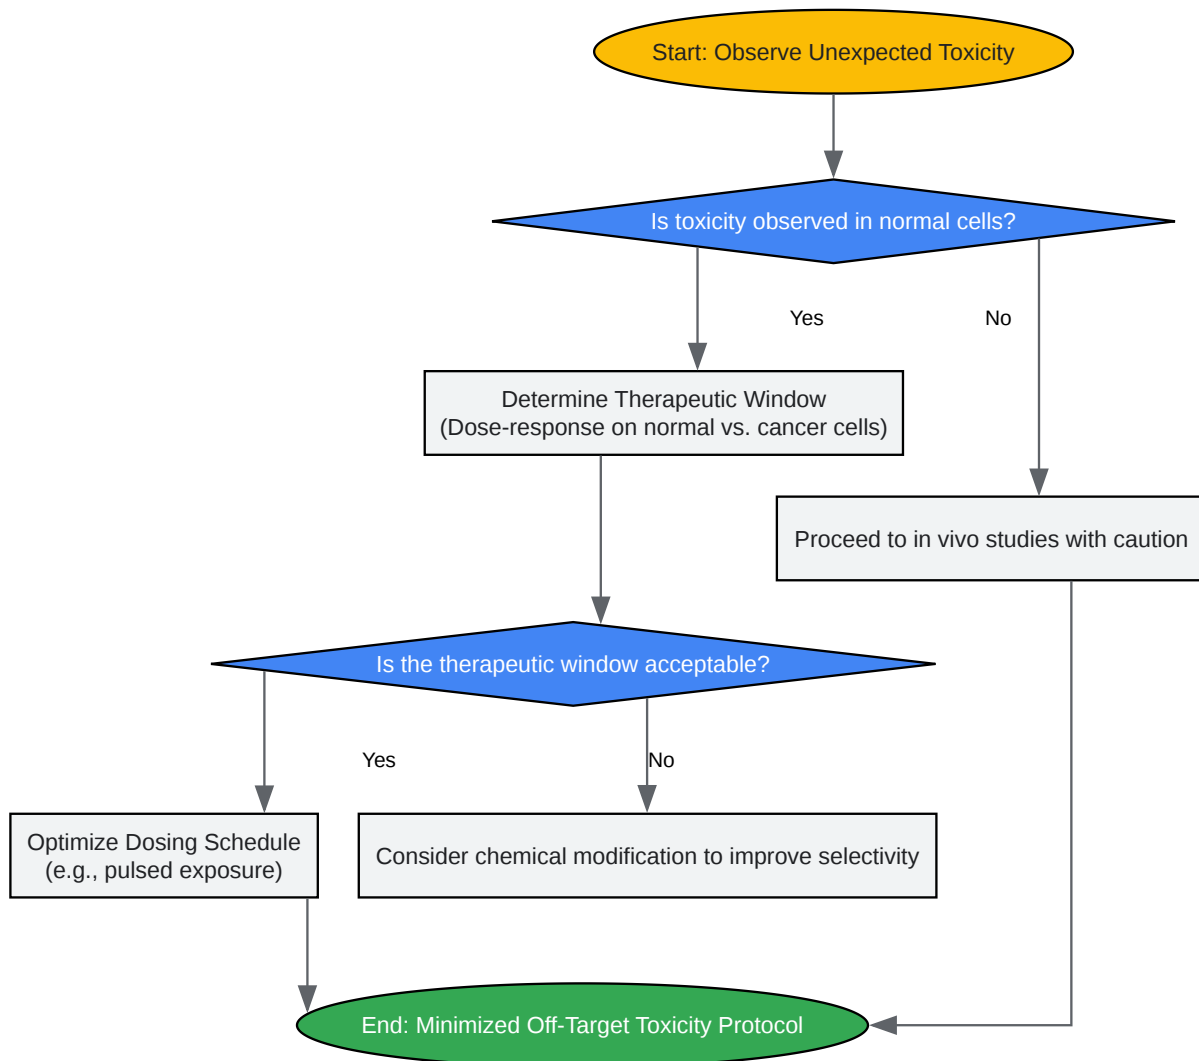 Start: Observe Unexpected Toxicity
Is toxicity observed in normal cells?
Yes
No
Determine Therapeutic Window
(Dose-response on normal vs. cancer cells)
Proceed to in vivo studies with caution
Is the therapeutic window acceptable?
Yes
No
Optimize Dosing Schedule
(e.g., pulsed exposure)
Consider chemical modification to improve selectivity
End: Minimized Off-Target Toxicity Protocol